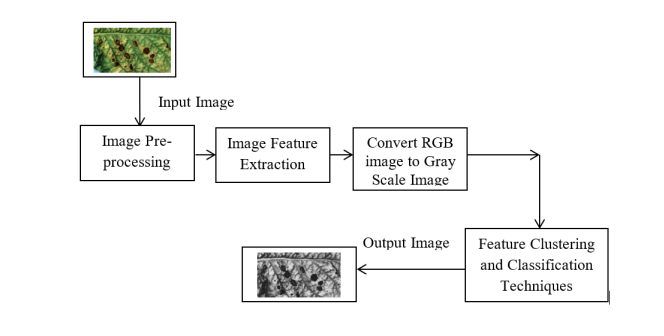 Input Image
Image Pre-
processing
Image Feature
Extraction
Convert RGB
image to Gray
Scale Image
Output Image
Feature Clustering
and Classification
Techniques